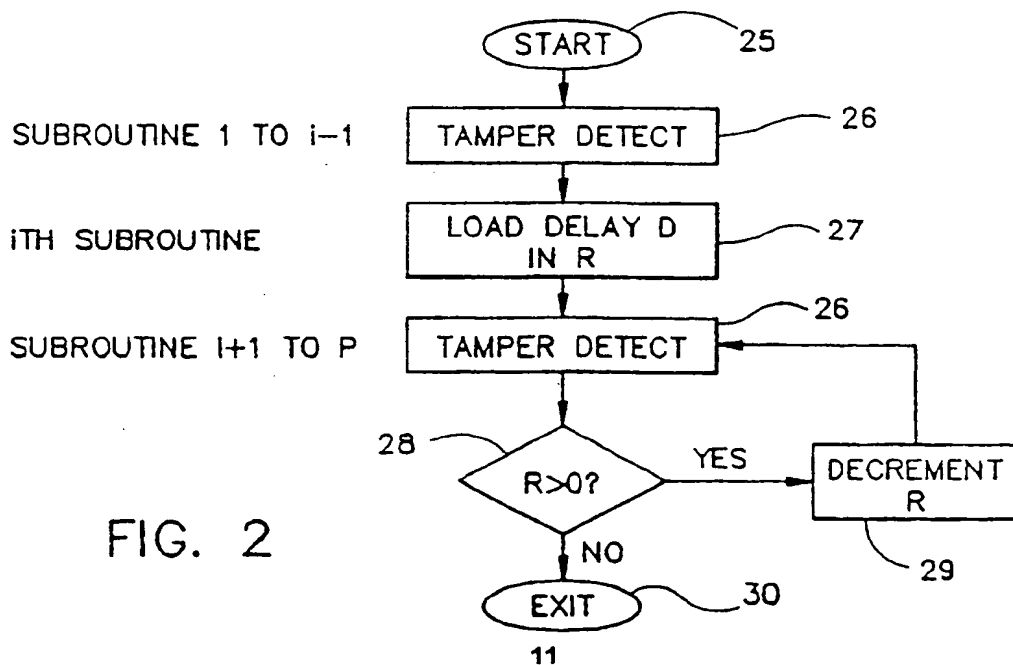 START
25
SUBROUTINE 1 TO i-1
TAMPER DETECT
26
iTH SUBROUTINE
LOAD DELAY D
IN R
27
SUBROUTINE i+1 TO P
TAMPER DETECT
26
28
R>0?
YES
DECREMENT
R
29
NO
FIG. 2
EXIT
30
11